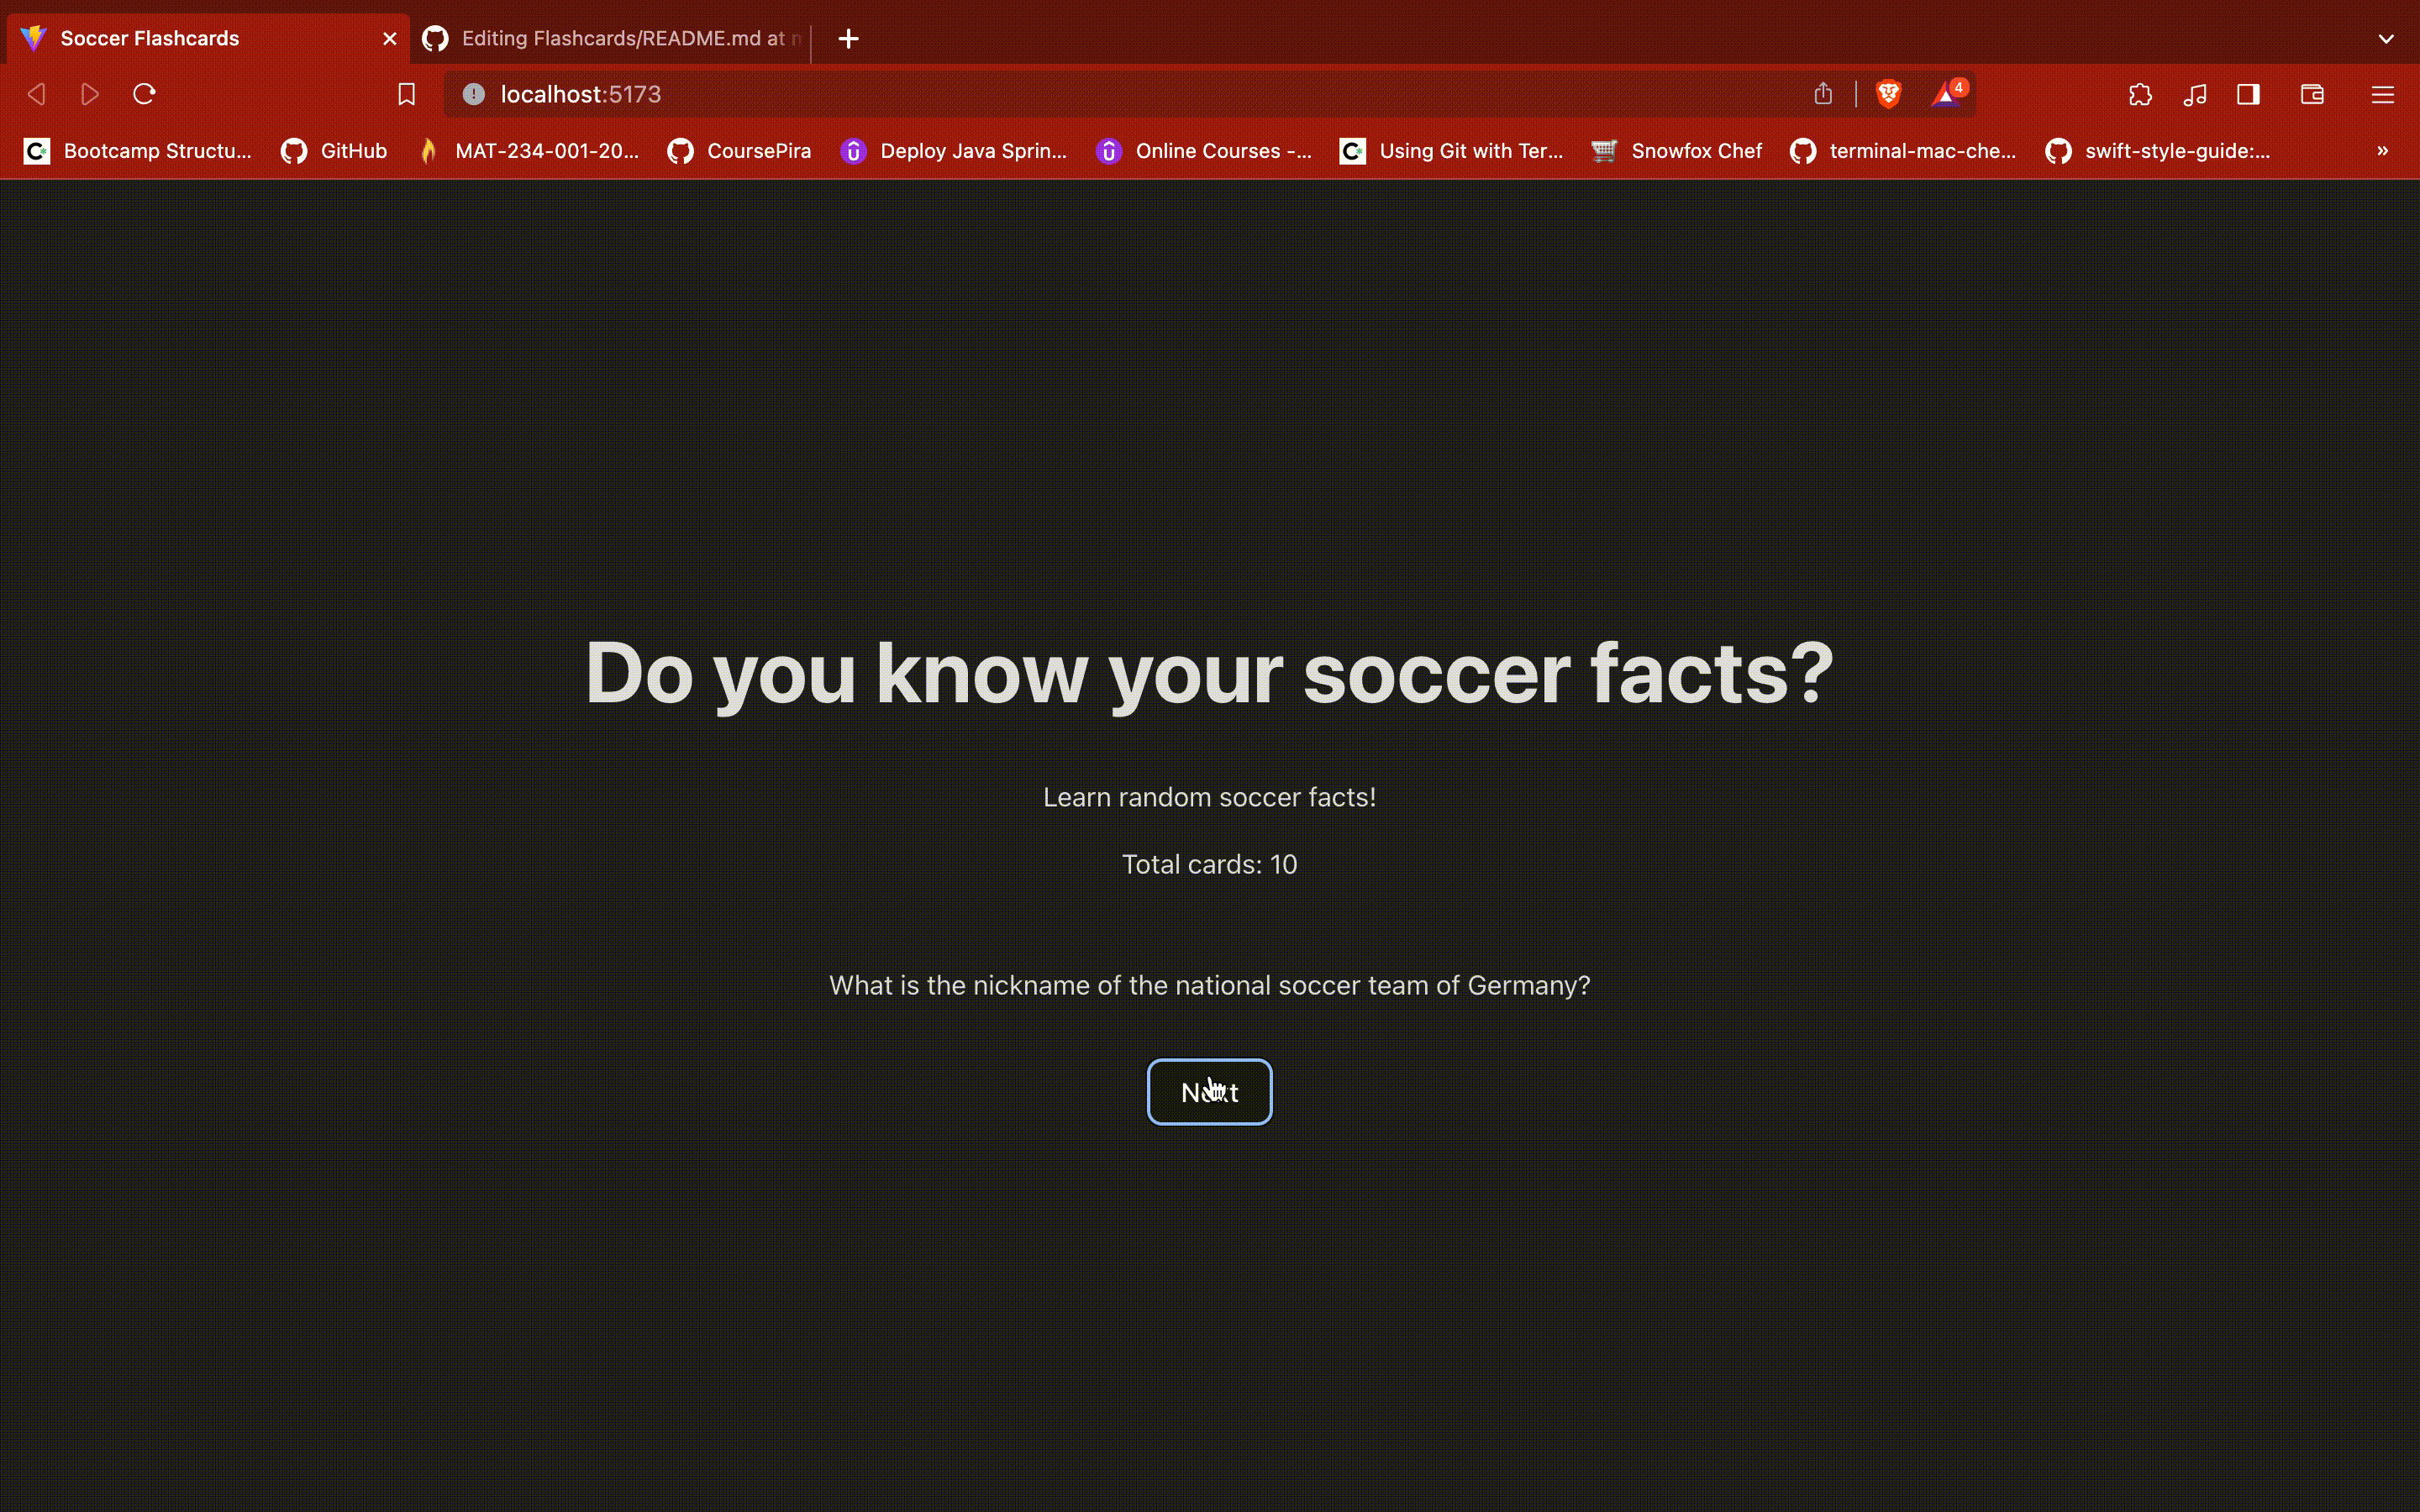 Soccer Flashcards
Editing Flashcards/README.md at
localhost:5173
4
Bootcamp Structu... GitHub MAT-234-001-20... CoursePira Deploy Java Sprin... Online Courses -... Using Git with Ter... Snowfox Chef terminal-mac-che... swift-style-guide:... »
Do you know your soccer facts?
Learn random soccer facts!
Total cards: 10
What is the nickname of the national soccer team of Germany?
Next